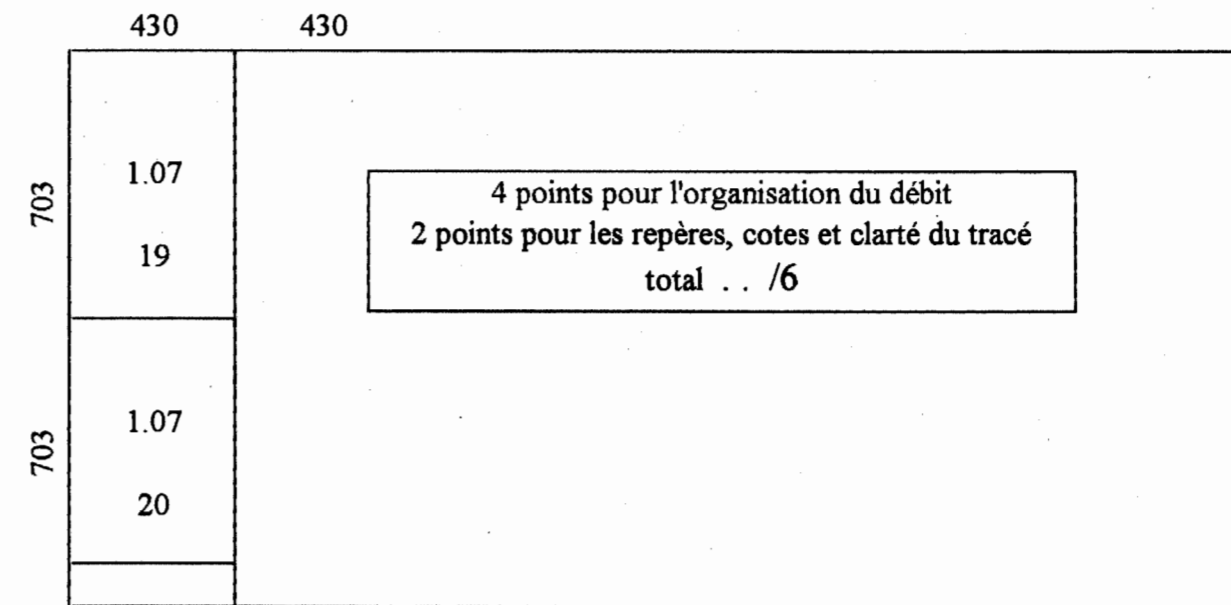 430 430
703
1.07
19
4 points pour l'organisation du débit
2 points pour les repères, cotes et clarté du tracé
total . . /6
703
1.07
20